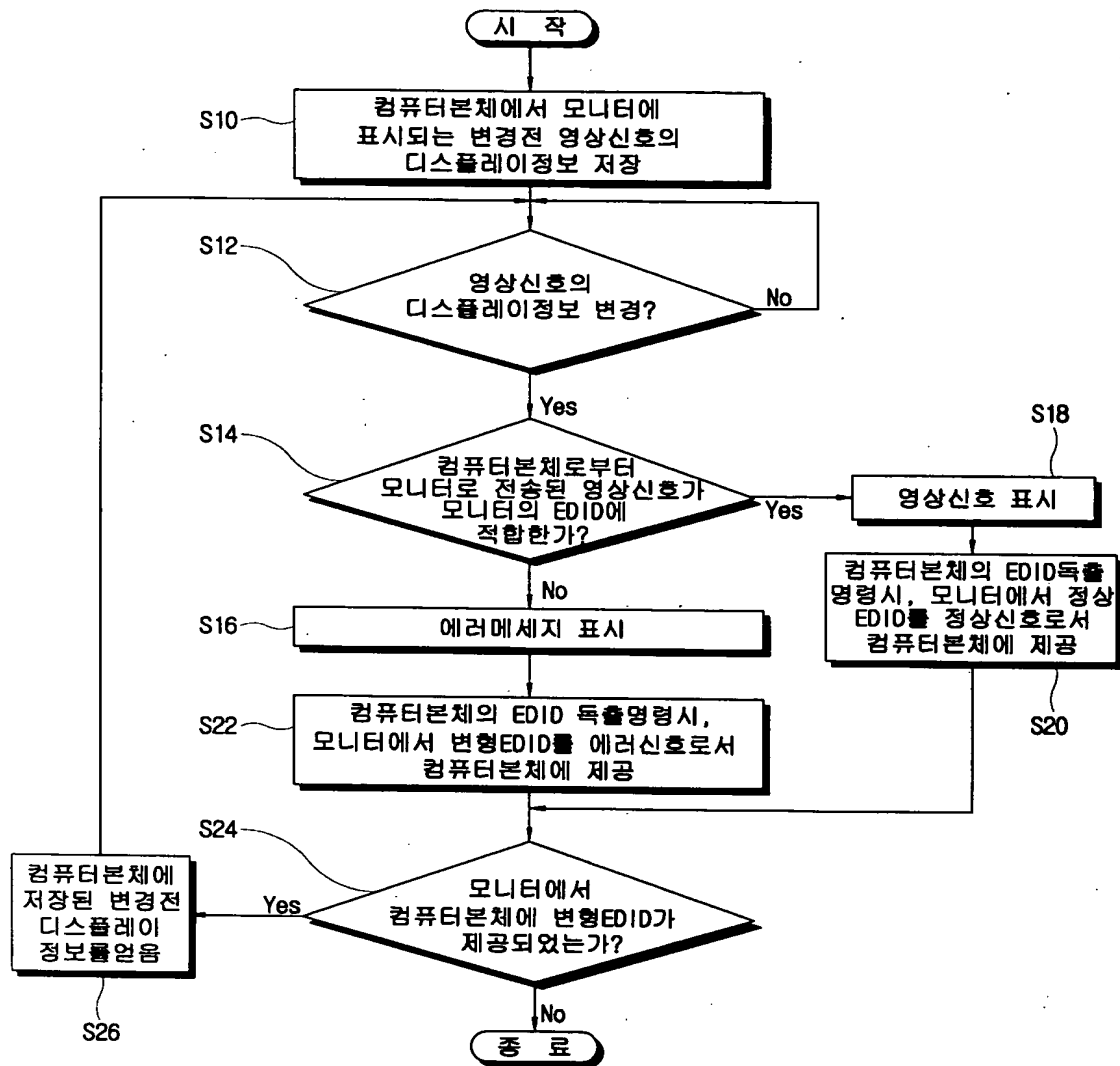 시 작
S10
컴퓨터본체에서 모니터에
표시되는 변경전 영상신호의
디스플레이정보 저장
S12
영상신호의
디스플레이정보 변경?
No
Yes
S14
컴퓨터본체로부터
모니터로 전송된 영상신호가
모니터의 EDID에
적합한가?
Yes
S18
영상신호 표시
No
컴퓨터본체의 EDID독출
명령시, 모니터에서 정상
EDID를 정상신호로서
컴퓨터본체에 제공
S20
S16
에러메세지 표시
S22
컴퓨터본체의 EDID 독출명령시,
모니터에서 변형EDID를 에러신호로서
컴퓨터본체에 제공
S24
모니터에서
컴퓨터본체에 변형EDID가
제공되었는가?
Yes
컴퓨터본체에
저장된 변경전
디스플레이
정보를얻음
S26
No
종 료